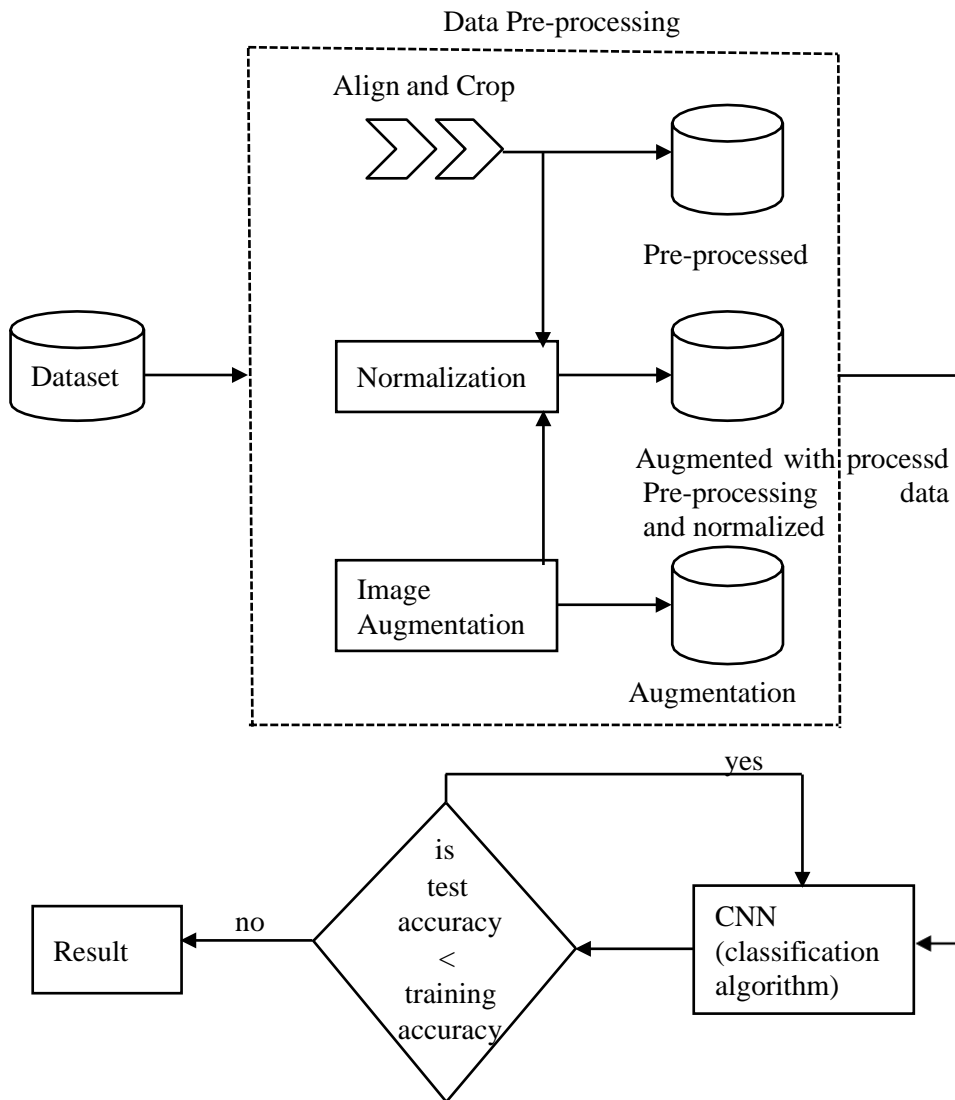 Data Pre-processing
Align and Crop
Pre-processed
Dataset
Normalization
Augmented with processd
Pre-processing data
and normalized
Image
Augmentation
Augmentation
yes
is
test
accuracy
<
training
accuracy
no
Result
CNN
(classification
algorithm)